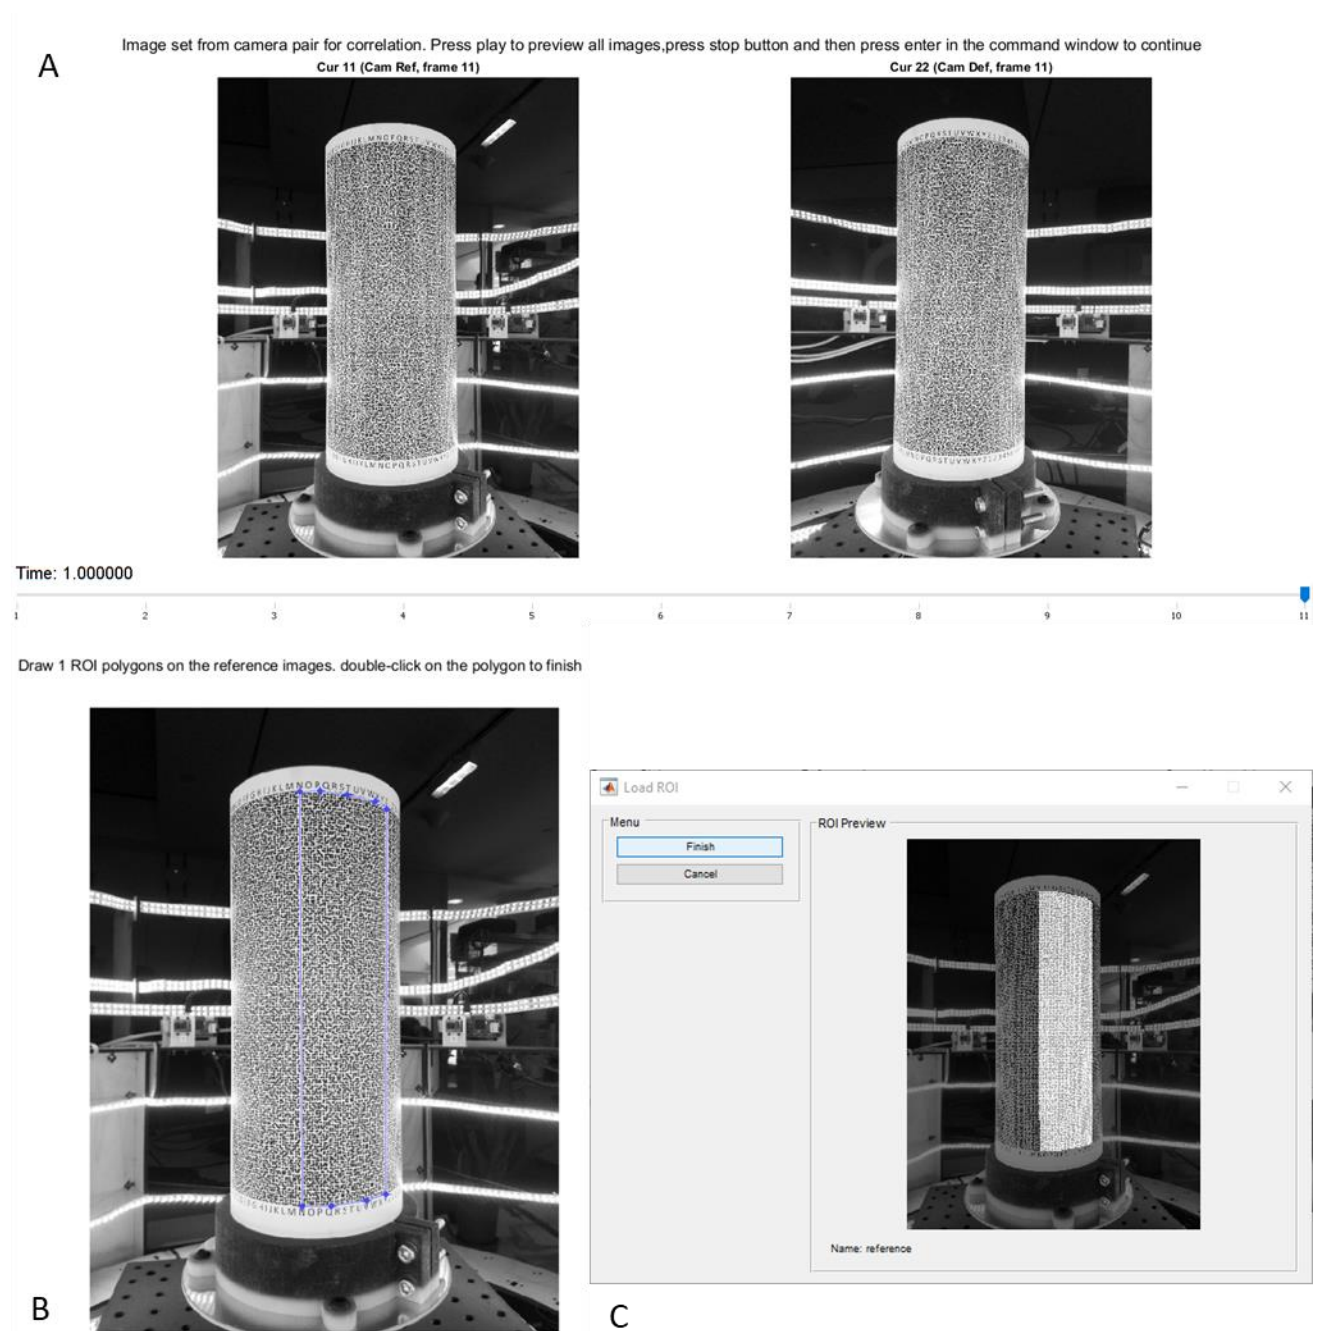 A
Image set from camera pair for correlation. Press play to preview all images,press stop button and then press enter in the command window to continue
Cur 11 (Cam Ref, frame 11)
Cur 22 (Cam Def, frame 11)
Time: 1.000000
1 2 3 4 5 6 7 8 9 10 11
Draw 1 ROI polygons on the reference images. double-click on the polygon to finish
JKLMNOPQRSTUVW
JKLMNOPQRSTUVW
B
Load ROI
Menu
Finish
Cancel
ROI Preview
Name: reference
C